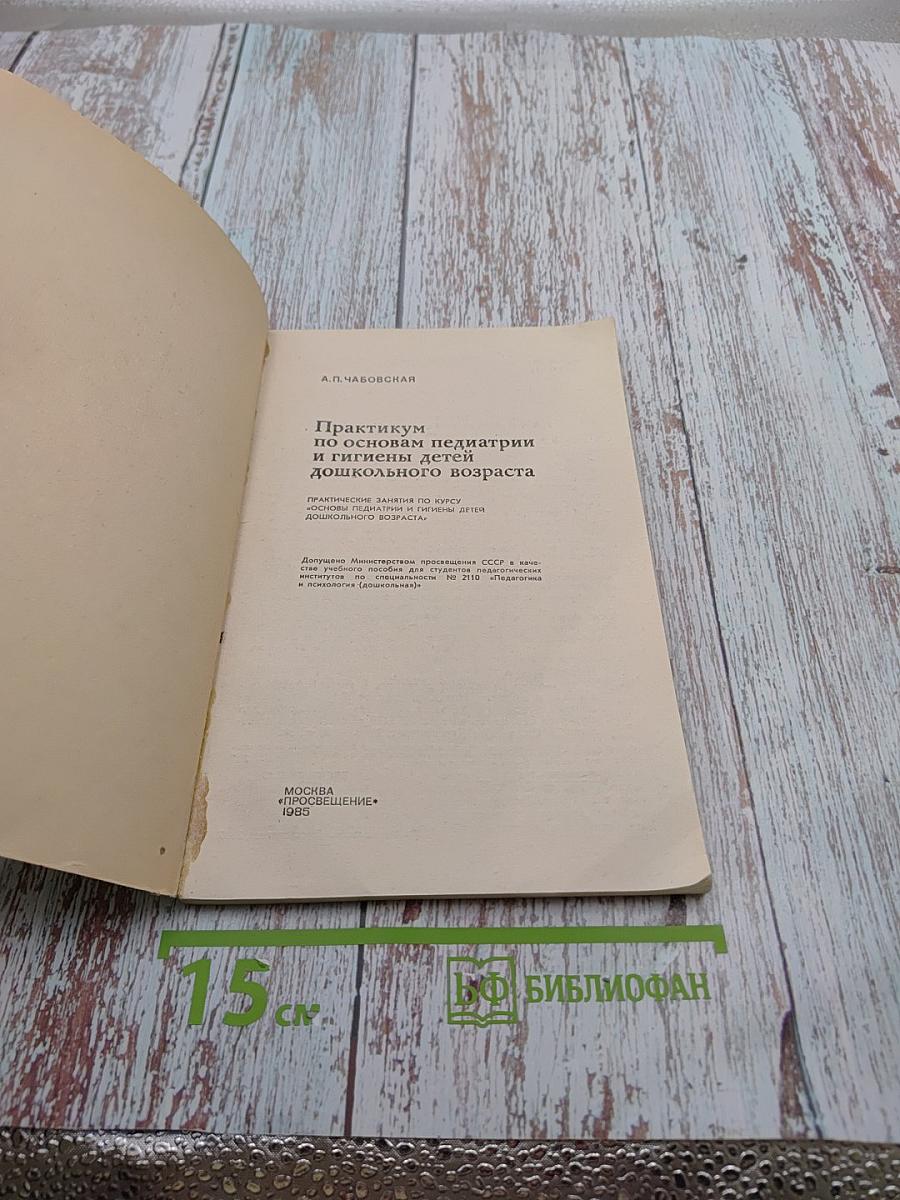 А.П.ЧАБОВСКАЯ
Практикум
по основам педиатрии
и гигиены детей
дошкольного возраста
ПРАКТИЧЕСКИЕ ЗАНЯТИЯ ПО КУРСУ
«ОСНОВЫ ПЕДИАТРИИ И ГИГИЕНЫ ДЕТЕЙ
ДОШКОЛЬНОГО ВОЗРАСТА»
Допущено Министерством просвещения СССР в каче-
стве учебного пособия для студентов педагогических
институтов по специальности № 2110 «Педагогика
и психология (дошкольная)»
МОСКВА
«ПРОСВЕЩЕНИЕ»
1985
15 см
БФ БИБЛИОФАН